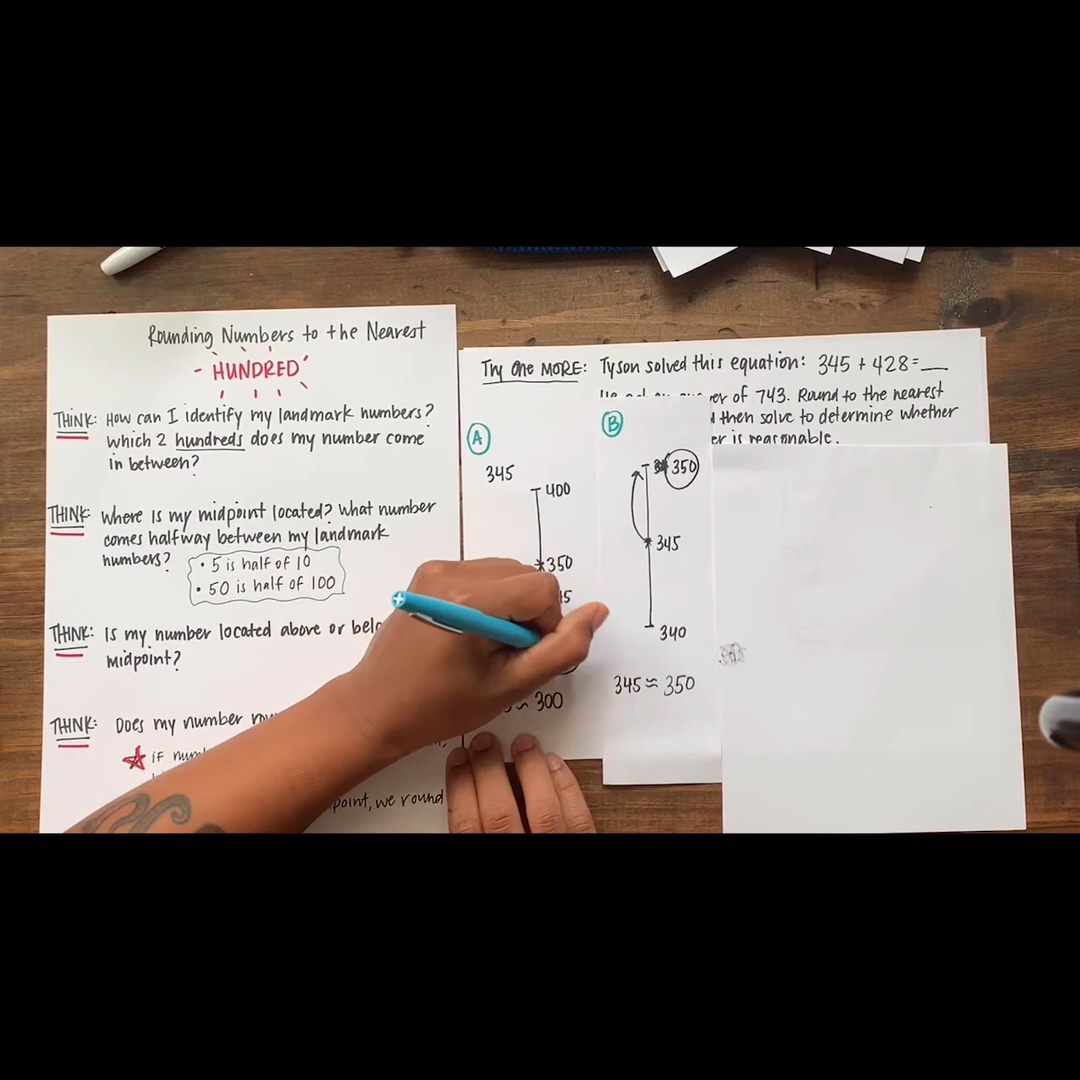 Rounding Numbers to the Nearest
- HUNDRED
THINK: How can I identify my landmark numbers?
Which 2 hundreds does my number come
in between?
THINK: Where is my midpoint located? What number
comes halfway between my landmark
numbers?
• 5 is half of 10
• 50 is half of 100
THINK: Is my number located above or
midpoint?
THINK: Does my number
if
point, we round
Try One MORE: Tyson solved this equation: 345 + 428 = __
of 743. Round to the nearest
then solve to determine whether
is reasonable.
A
345
400
350
≈ 300
B
350
345
340
345 ≈ 350